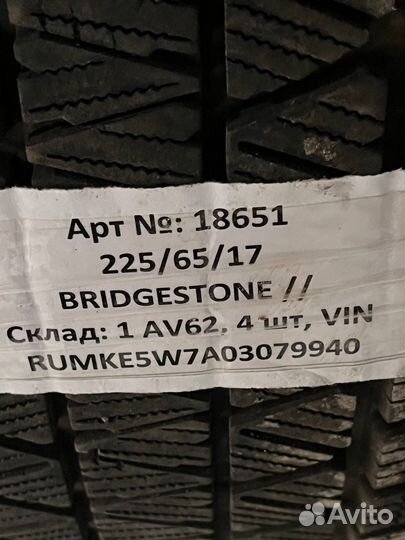 Арт №: 18651
225/65/17
BRIDGESTONE //
Склад: 1 AV62, 4 шт, VIN
RUMKE5W7A03079940
Avito